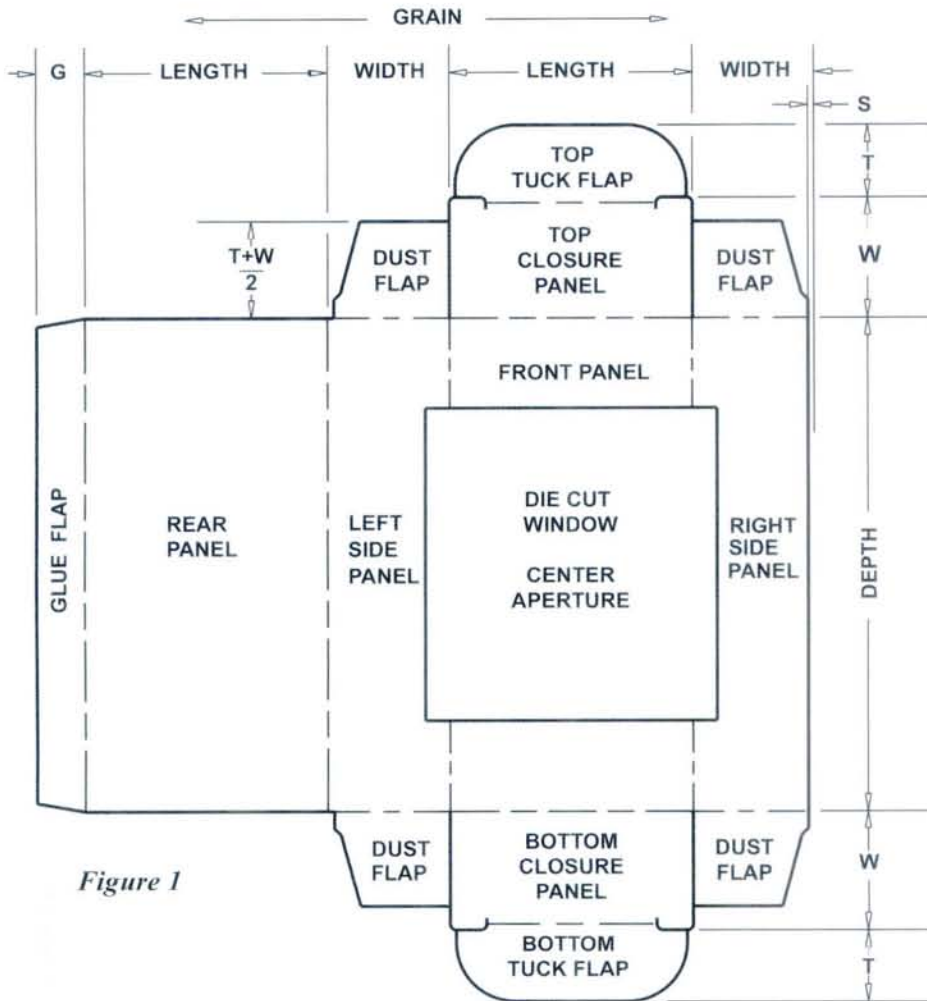 GRAIN
G
LENGTH
WIDTH
LENGTH
WIDTH
S
TOP
TUCK FLAP
T
T+W
2
DUST
FLAP
TOP
CLOSURE
PANEL
DUST
FLAP
W
FRONT PANEL
GLUE FLAP
REAR
PANEL
LEFT
SIDE
PANEL
DIE CUT
WINDOW
CENTER
APERTURE
RIGHT
SIDE
PANEL
DEPTH
Figure 1
DUST
FLAP
BOTTOM
CLOSURE
PANEL
DUST
FLAP
W
BOTTOM
TUCK FLAP
T